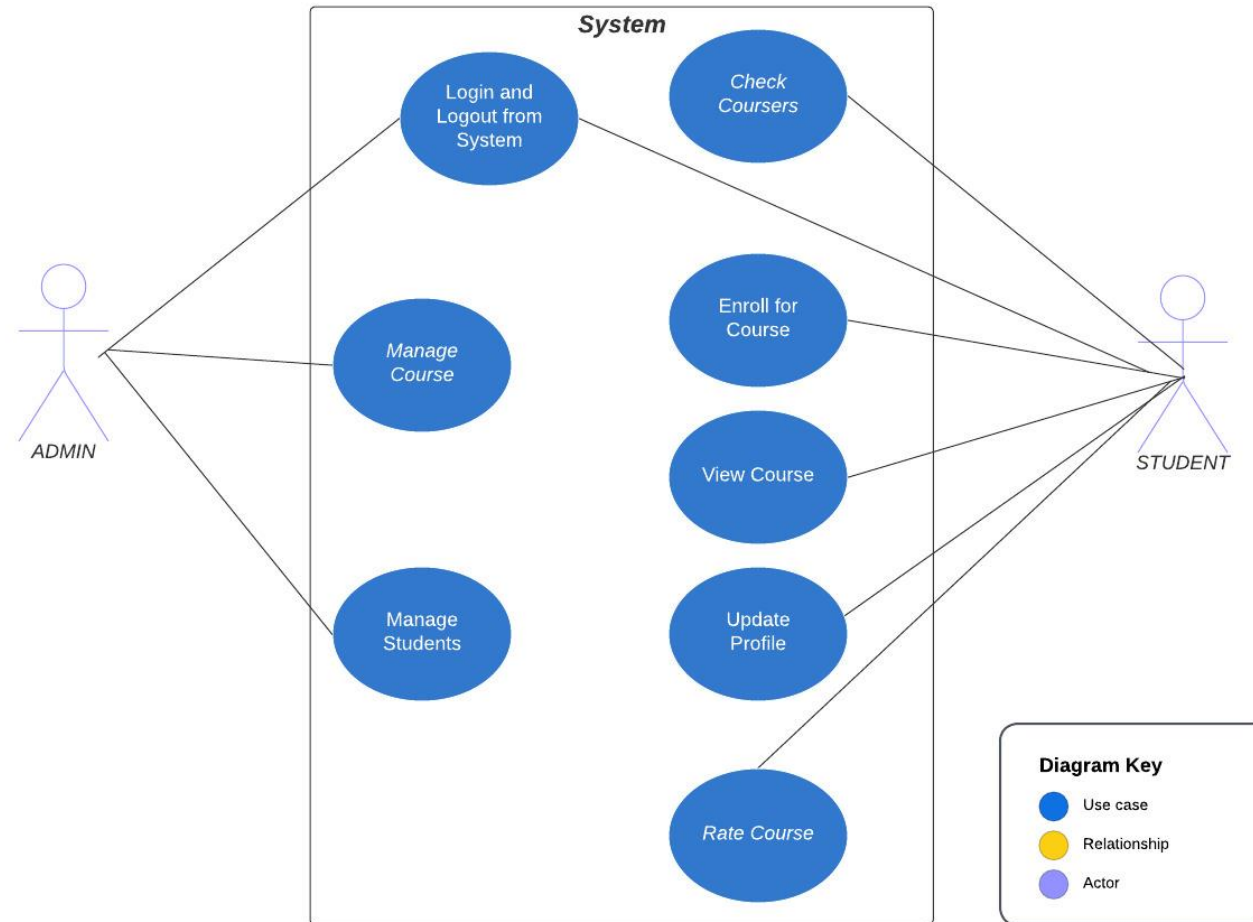 System
Login and
Logout from
System
Check
Coursers
Enroll for
Course
Manage
Course
ADMIN
STUDENT
View Course
Manage
Students
Update
Profile
Rate Course
Diagram Key
Use case
Relationship
Actor